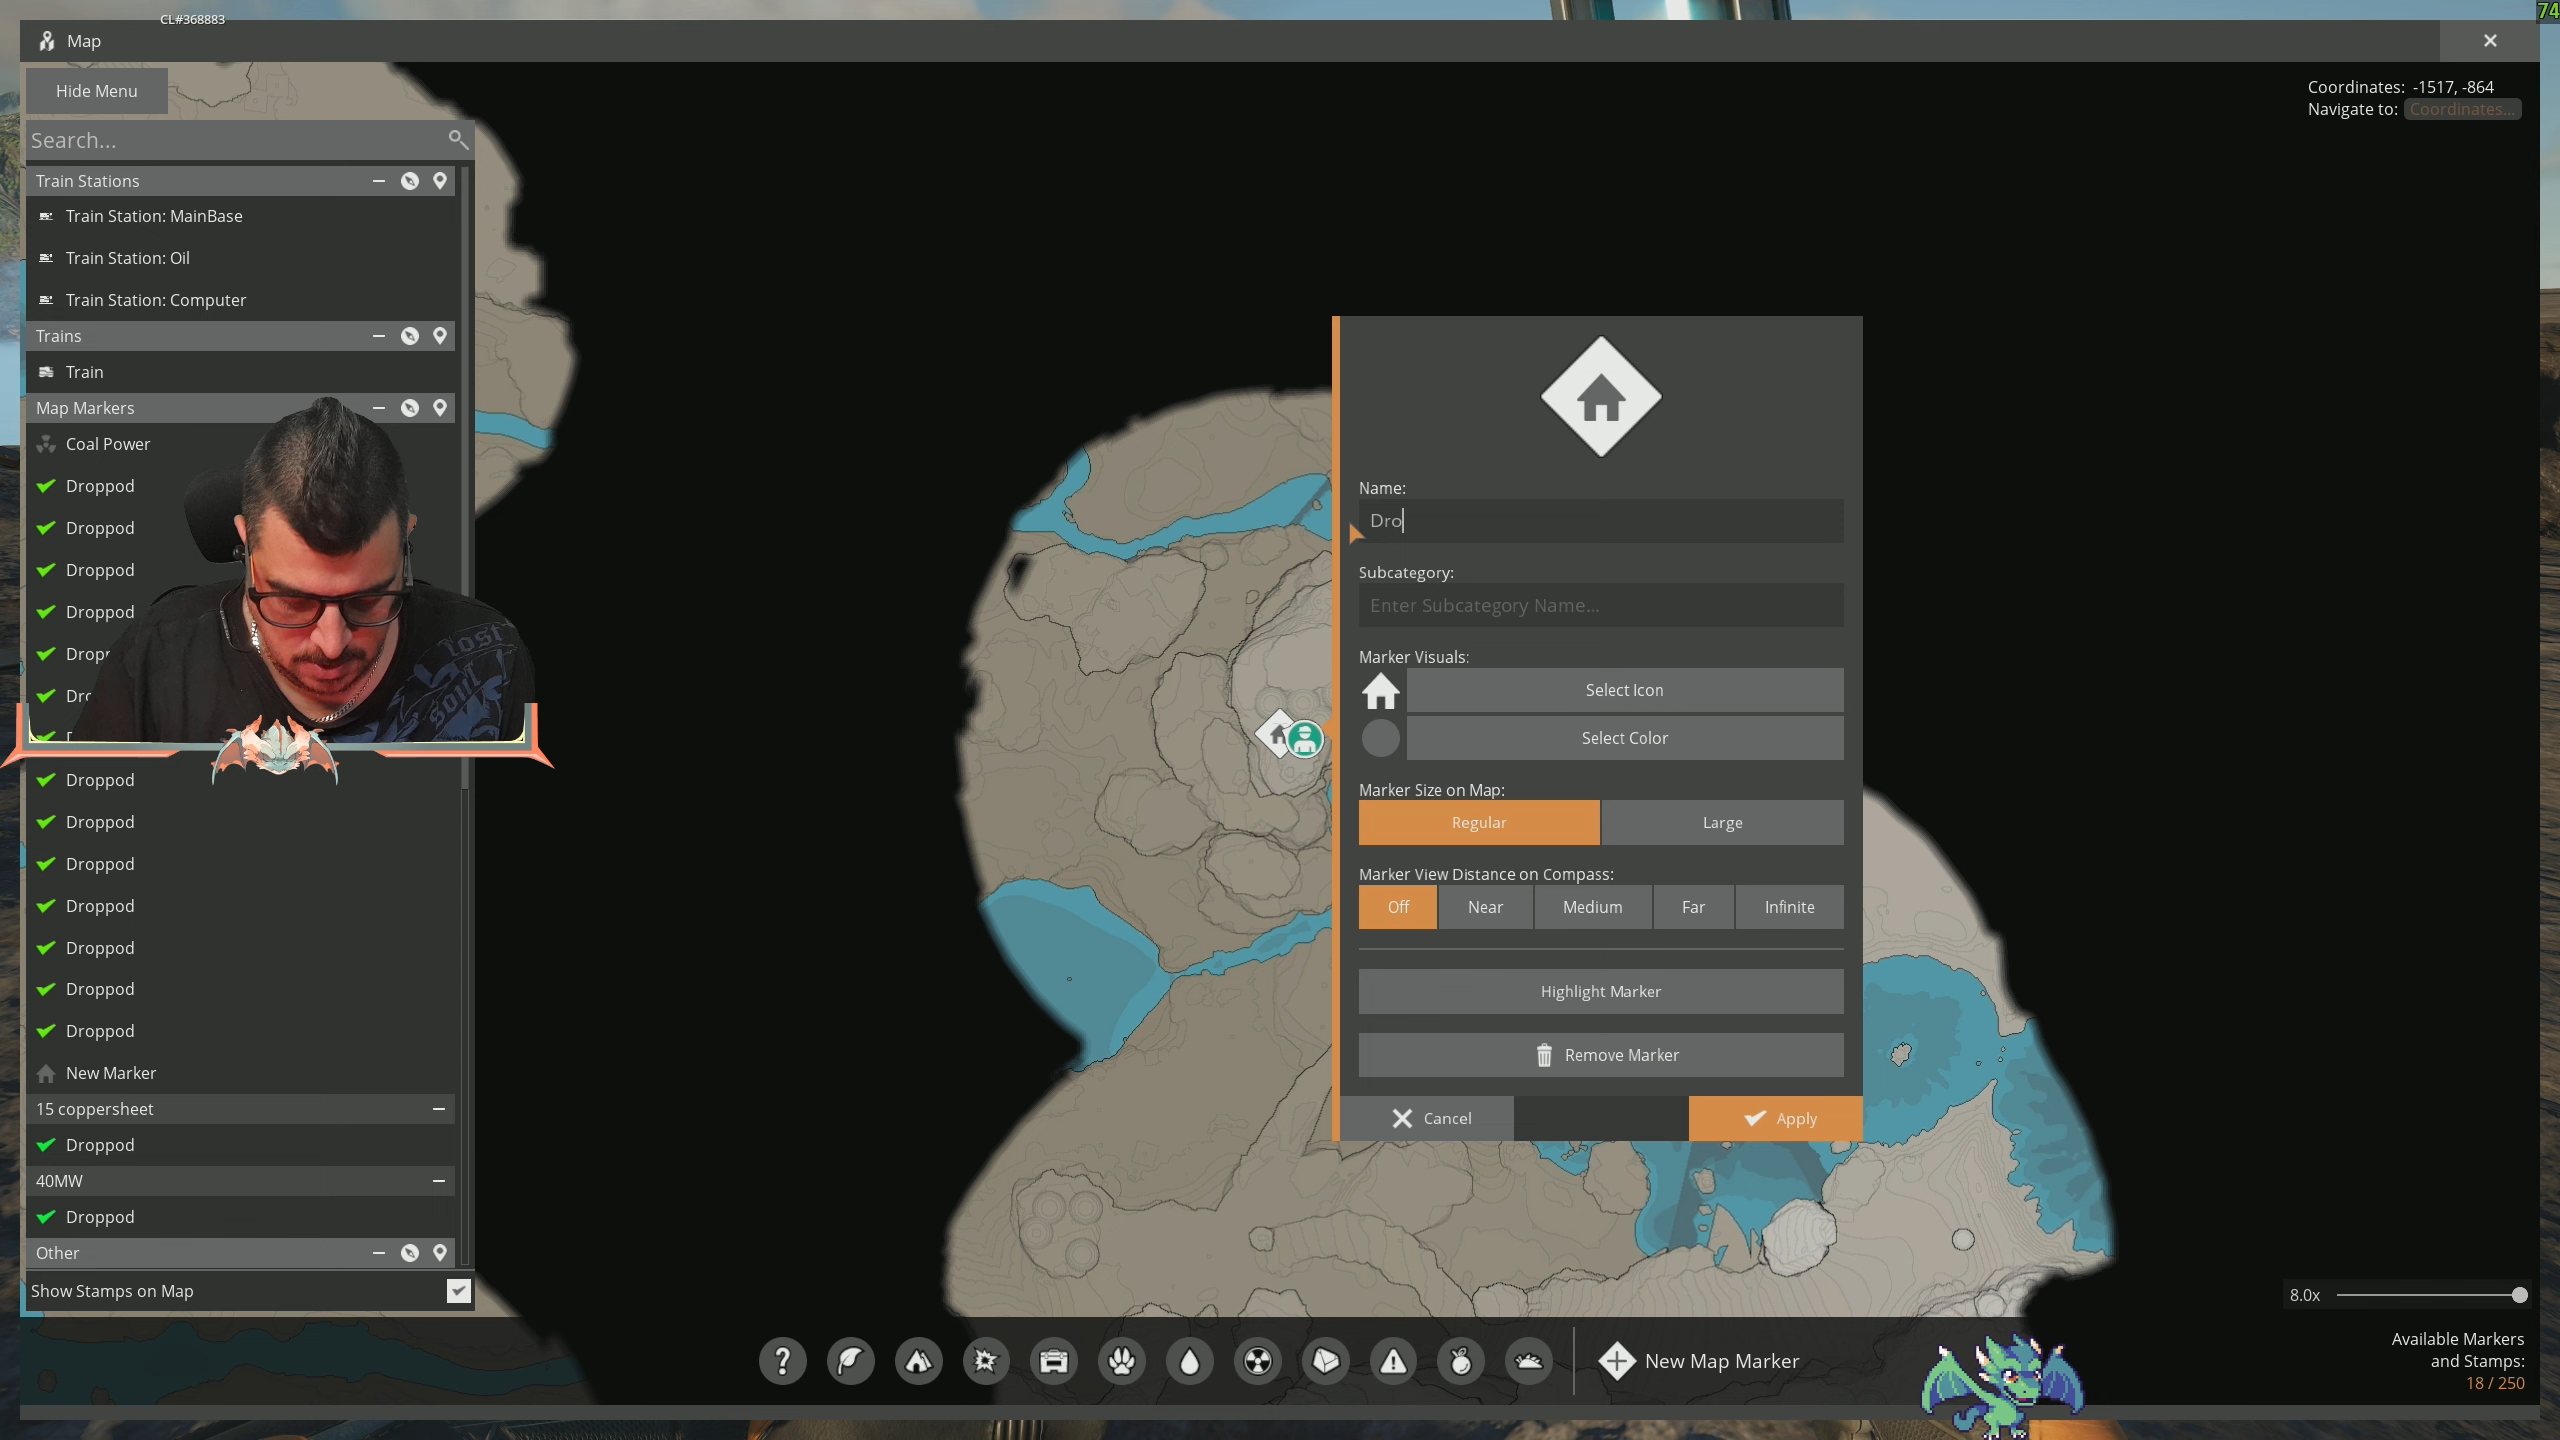 CL#368883
74
Map
Hide Menu
Coordinates: -1517, -864
Navigate to: Coordinates...
Search...
Train Stations
Train Station: MainBase
Train Station: Oil
Train Station: Computer
Trains
Train
Map Markers
Coal Power
Droppod
Droppod
Droppod
Droppod
Droppod
Droppod
Droppod
Droppod
Droppod
Droppod
Droppod
New Marker
15 coppersheet
Droppod
40MW
Droppod
Other
Show Stamps on Map
lost
soul
Name:
Dro
Subcategory:
Enter Subcategory Name...
Marker Visuals:
Select Icon
Select Color
Marker Size on Map:
Regular
Large
Marker View Distance on Compass:
Off
Near
Medium
Far
Infinite
Highlight Marker
Remove Marker
Cancel
Apply
8.0x
New Map Marker
Available Markers
and Stamps:
18 / 250